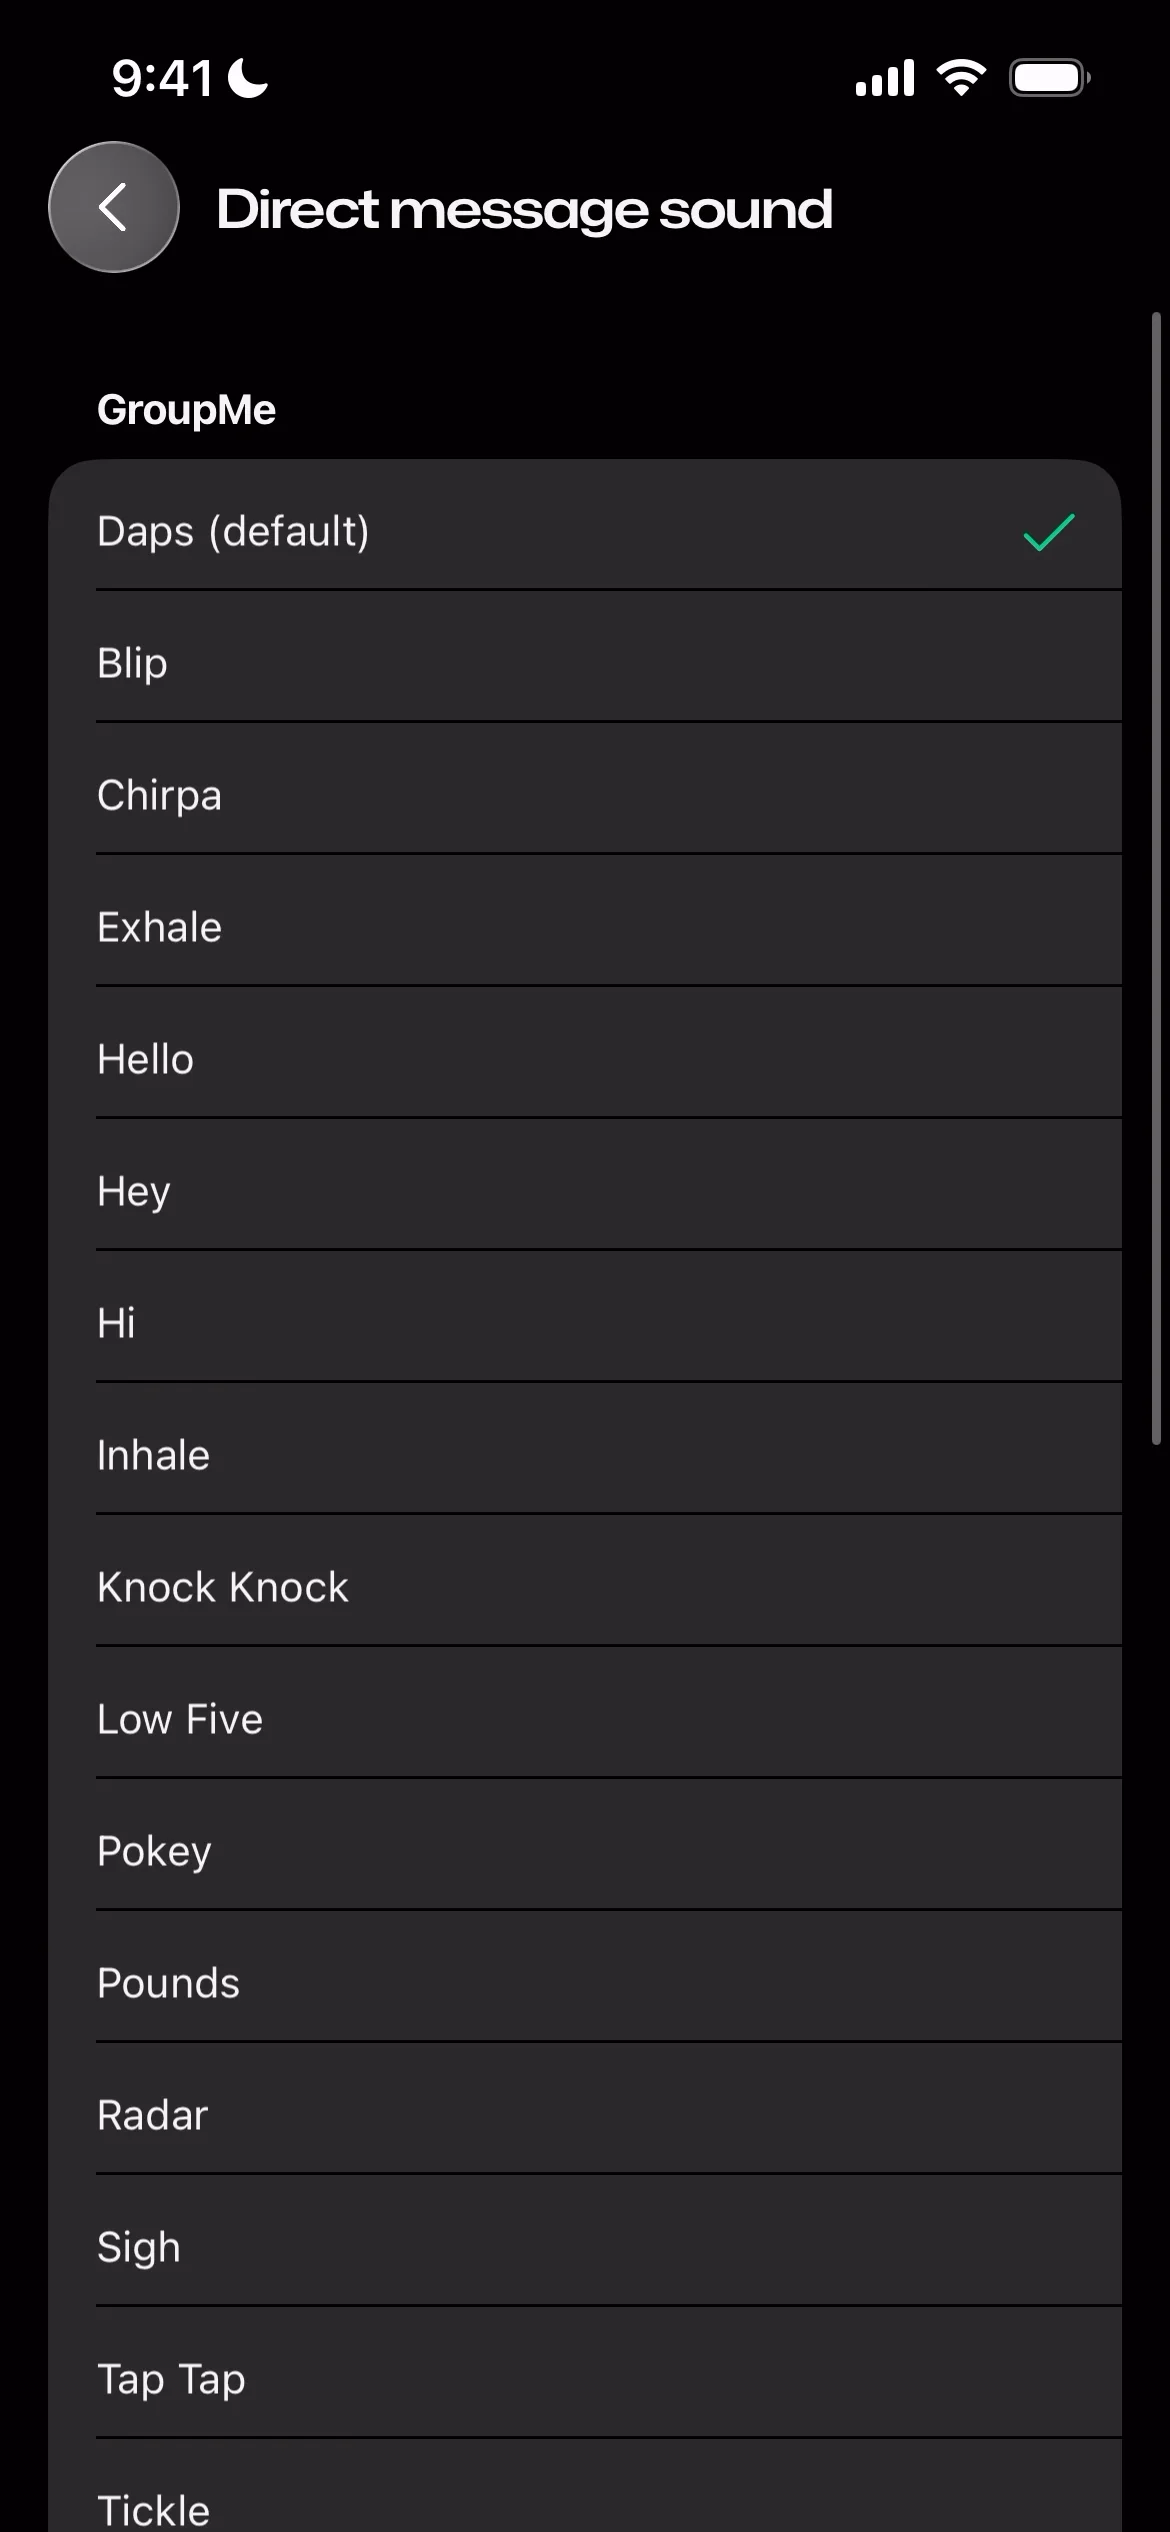 9:41
Direct message sound
GroupMe
Daps (default)
Blip
Chirpa
Exhale
Hello
Hey
Hi
Inhale
Knock Knock
Low Five
Pokey
Pounds
Radar
Sigh
Tap Tap
Tickle